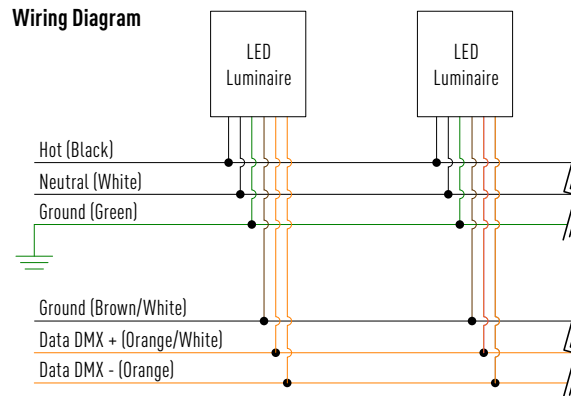 Wiring Diagram
LED
Luminaire
LED
Luminaire
Hot (Black)
Neutral (White)
Ground (Green)
Ground (Brown/White)
Data DMX + (Orange/White)
Data DMX - (Orange)